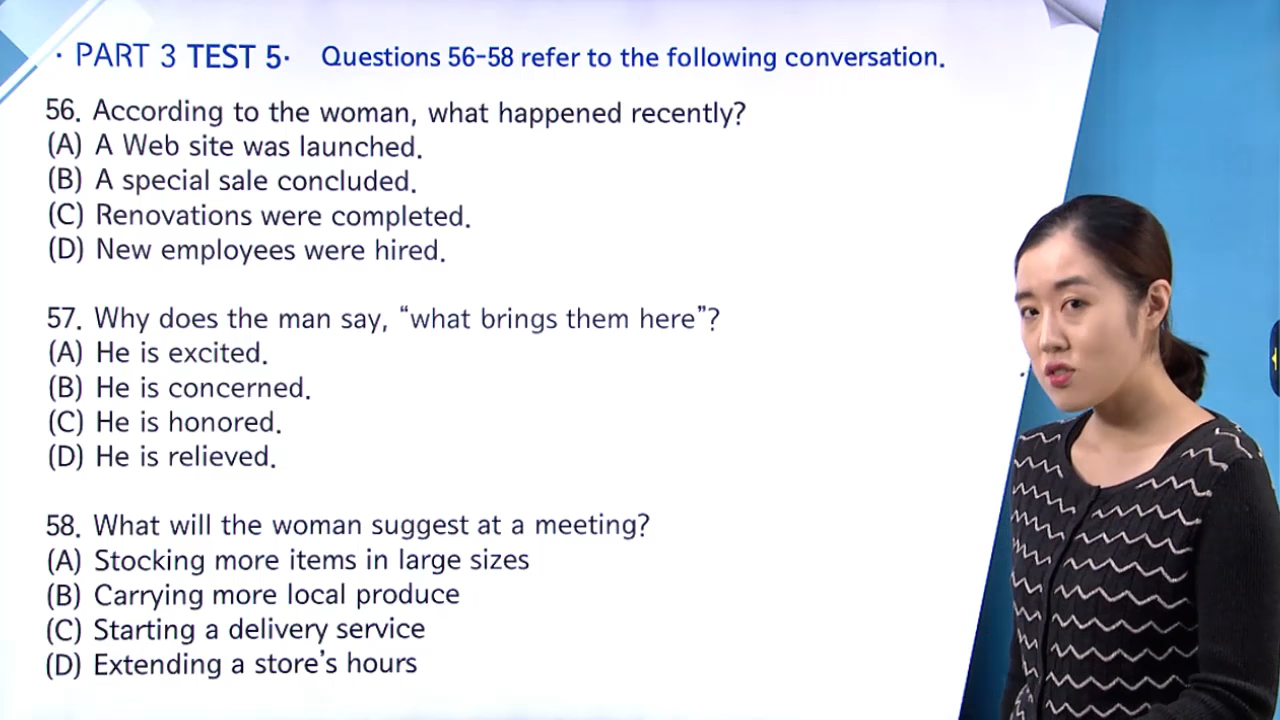 · PART 3 TEST 5· Questions 56-58 refer to the following conversation.
56. According to the woman, what happened recently?
(A) A Web site was launched.
(B) A special sale concluded.
(C) Renovations were completed.
(D) New employees were hired.
57. Why does the man say, “what brings them here”?
(A) He is excited.
(B) He is concerned.
(C) He is honored.
(D) He is relieved.
58. What will the woman suggest at a meeting?
(A) Stocking more items in large sizes
(B) Carrying more local produce
(C) Starting a delivery service
(D) Extending a store’s hours